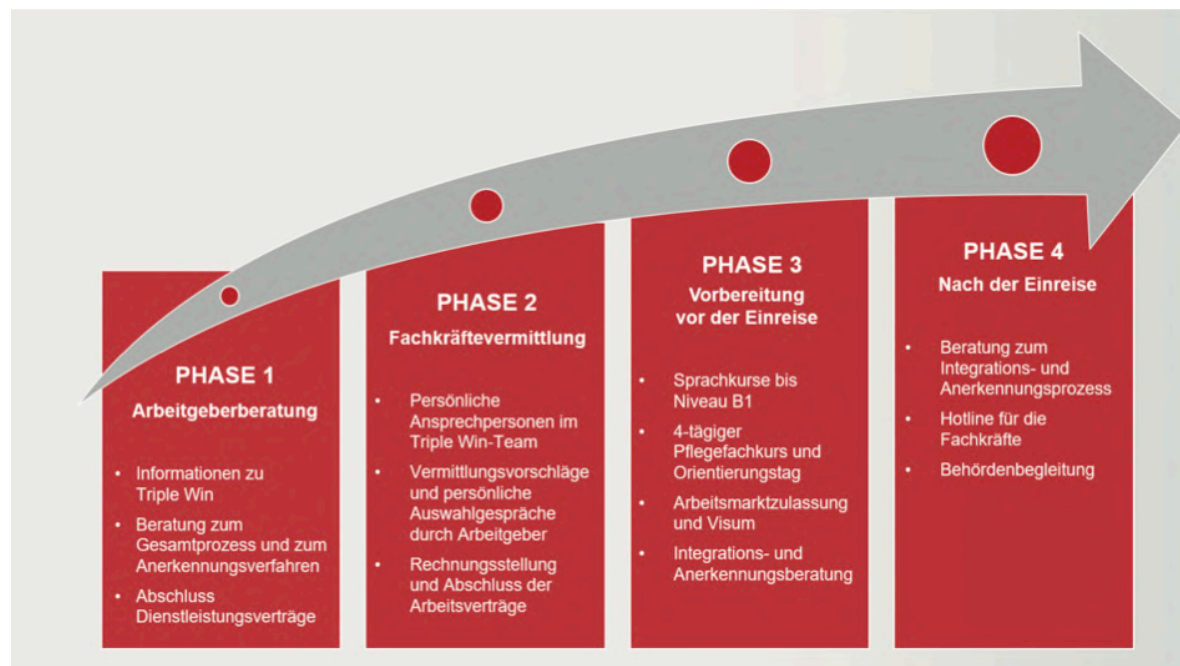 PHASE 1
Arbeitgeberberatung
• Informationen zu
Triple Win
• Beratung zum
Gesamtprozess und zum
Anerkennungsverfahren
• Abschluss
Dienstleistungsverträge
PHASE 2
Fachkräftevermittlung
• Persönliche
Ansprechpersonen im
Triple Win-Team
• Vermittlungsvorschläge
und persönliche
Auswahlgespräche
durch Arbeitgeber
• Rechnungsstellung
und Abschluss der
Arbeitsverträge
PHASE 3
Vorbereitung
vor der Einreise
• Sprachkurse bis
Niveau B1
• 4-tägiger
Pflegefachkurs und
Orientierungstag
• Arbeitsmarktzulassung
und Visum
• Integrations- und
Anerkennungsberatung
PHASE 4
Nach der Einreise
• Beratung zum
Integrations- und
Anerkennungsprozess
• Hotline für die
Fachkräfte
• Behördenbegleitung